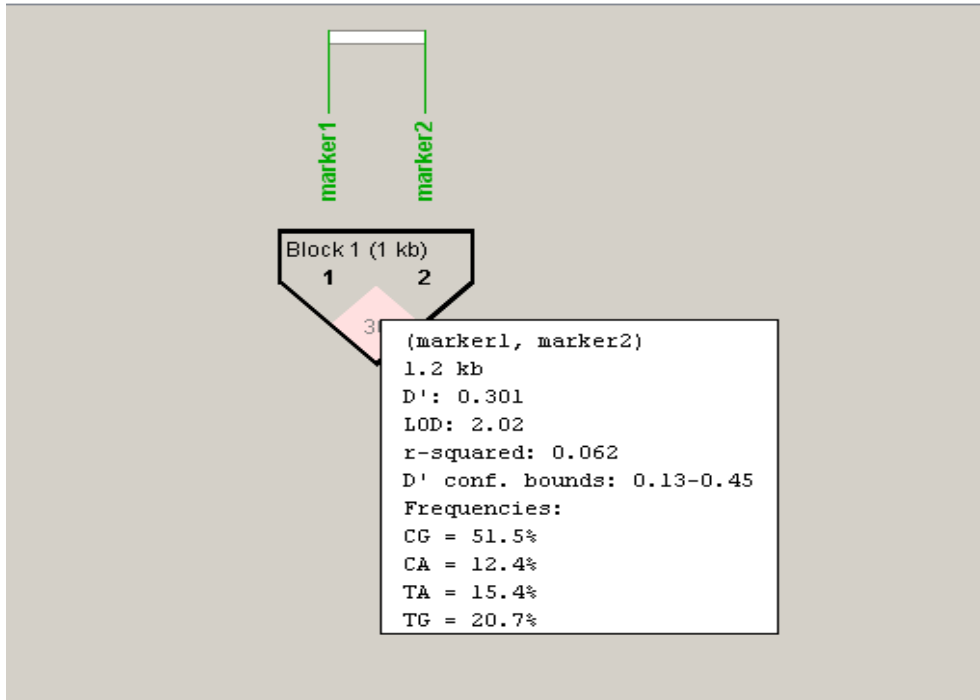 marker1
marker2
Block 1 (1 kb)
1 2
(marker1, marker2)
1.2 kb
D': 0.301
LOD: 2.02
r-squared: 0.062
D' conf. bounds: 0.13-0.45
Frequencies:
CG = 51.5%
CA = 12.4%
TA = 15.4%
TG = 20.7%